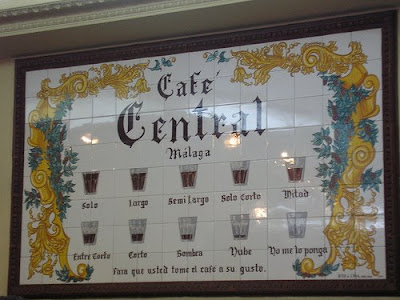 Café
Central
Málaga
Solo Largo Semi Largo Solo Corto Mitad
Entre Corto Corto Sombra Nube No me lo ponga
Para que usted tome el café a su gusto.